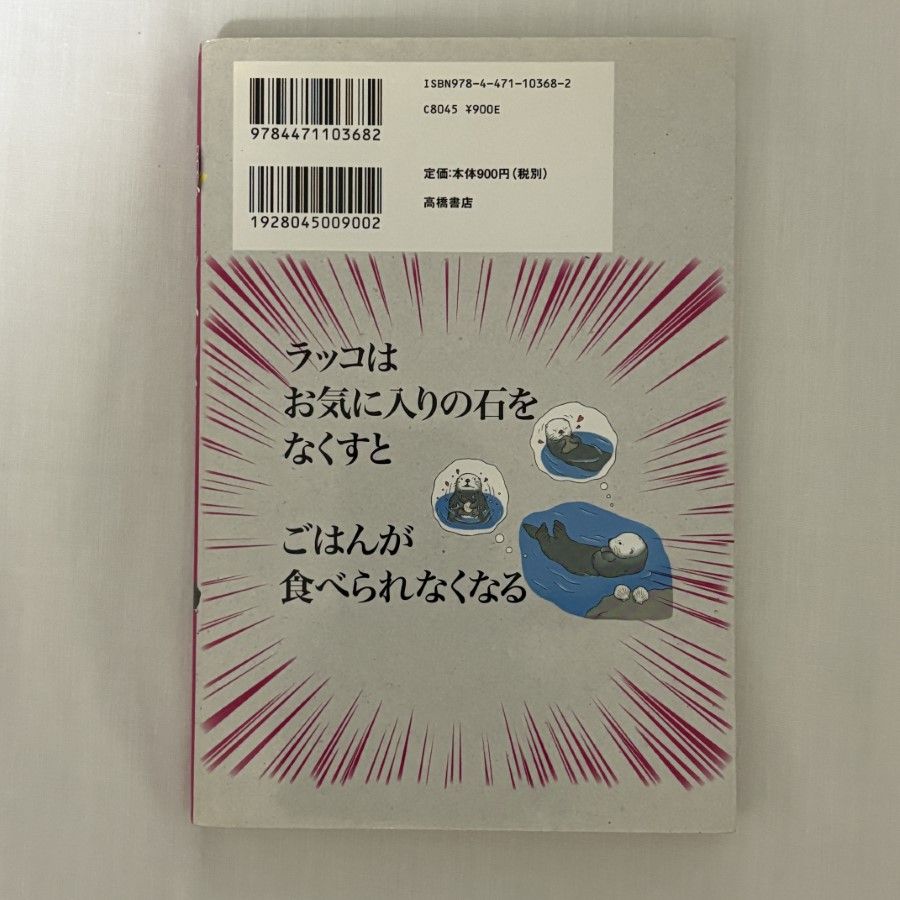 ISBN978-4-471-10368-2
C8045 ¥900E
9784471103682
定価:本体900円(税別)
高橋書店
1928045009002
ラッコは
お気に入りの石を
なくすと
ごはんが
食べられなくなる